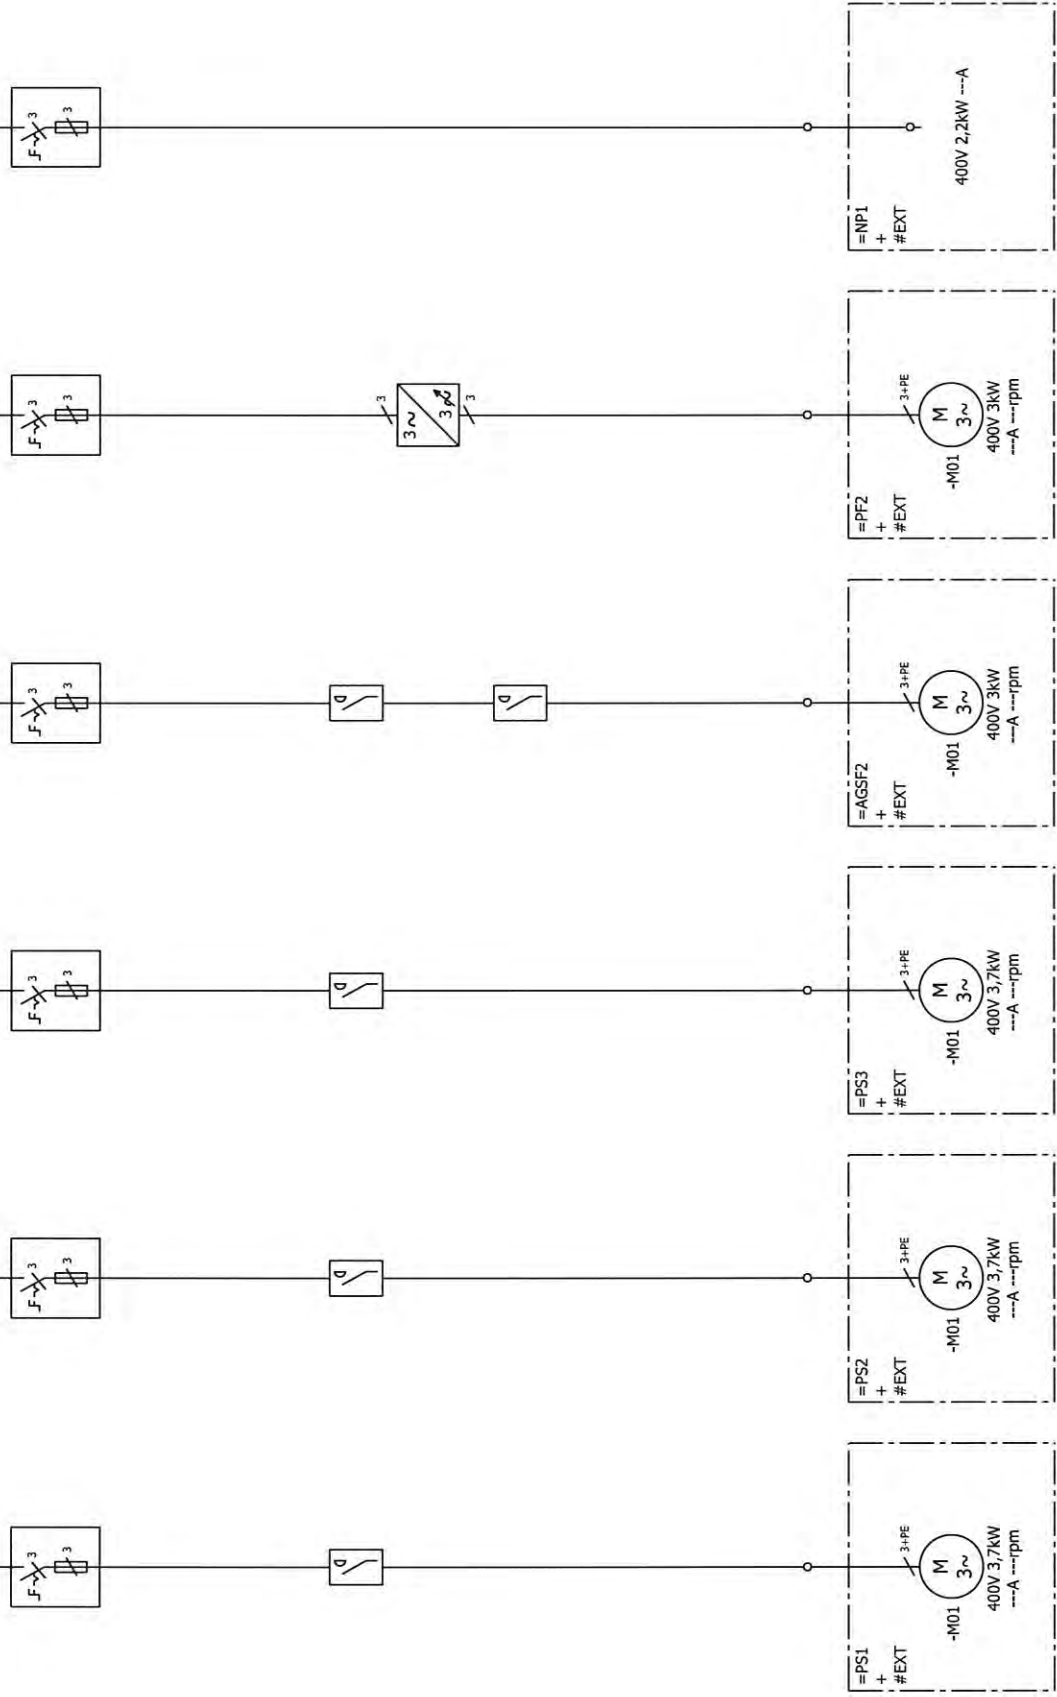 3
3
=PS1
+
#EXT
3+PE
-M01
M
3~
400V 3,7kW
---A ---rpm
3
3
=PS2
+
#EXT
3+PE
-M01
M
3~
400V 3,7kW
---A ---rpm
3
3
=PS3
+
#EXT
3+PE
-M01
M
3~
400V 3,7kW
---A ---rpm
3
3
=AGSF2
+
#EXT
3+PE
-M01
M
3~
400V 3kW
---A ---rpm
3
3
3
3~
3~
3
=PF2
+
#EXT
3+PE
-M01
M
3~
400V 3kW
---A ---rpm
3
3
=NP1
+
#EXT
400V 2,2kW ---A